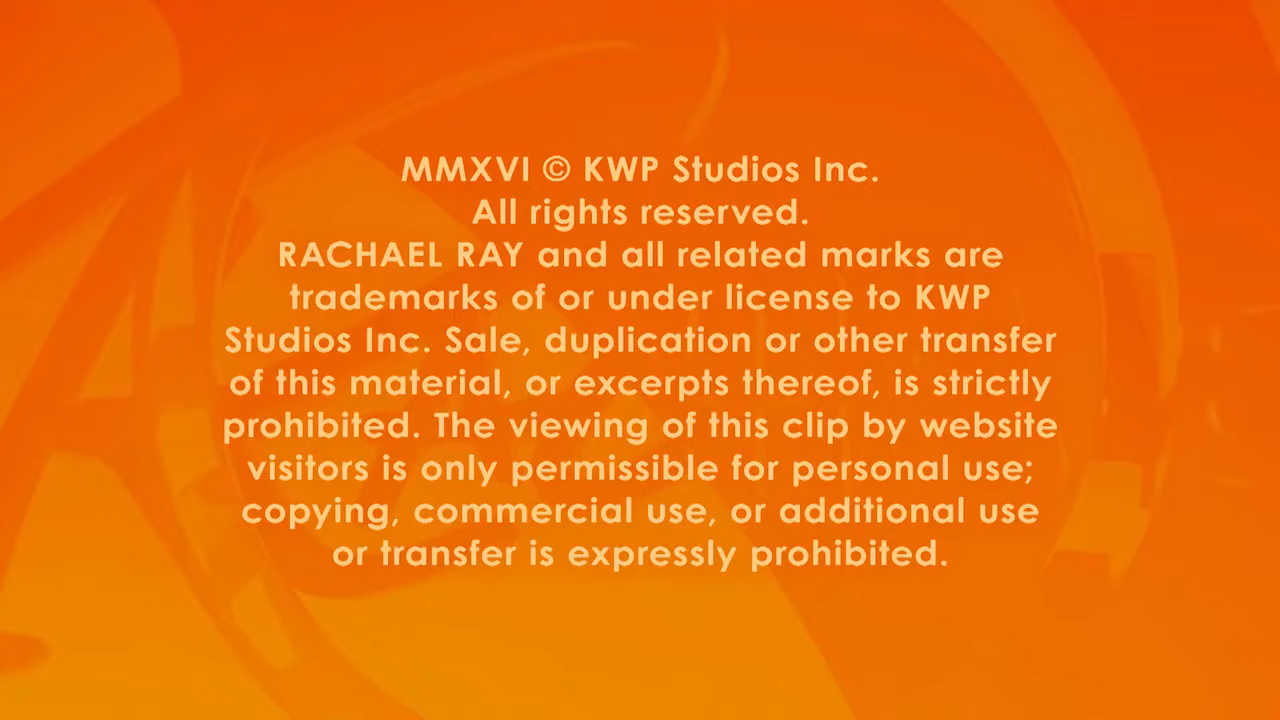 MMXVI © KWP Studios Inc.
All rights reserved.
RACHAEL RAY and all related marks are
trademarks of or under license to KWP
Studios Inc. Sale, duplication or other transfer
of this material, or excerpts thereof, is strictly
prohibited. The viewing of this clip by website
visitors is only permissible for personal use;
copying, commercial use, or additional use
or transfer is expressly prohibited.